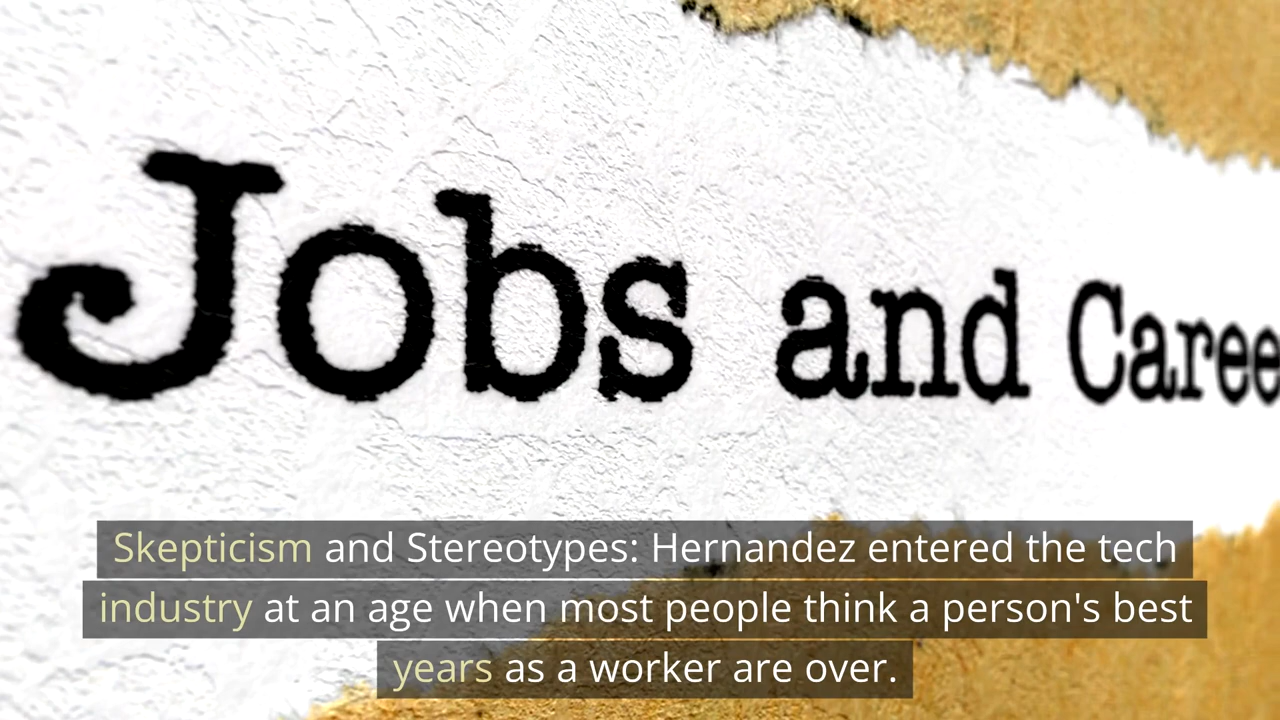 Jobs and Caree
Skepticism and Stereotypes: Hernandez entered the tech
industry at an age when most people think a person's best
years as a worker are over.